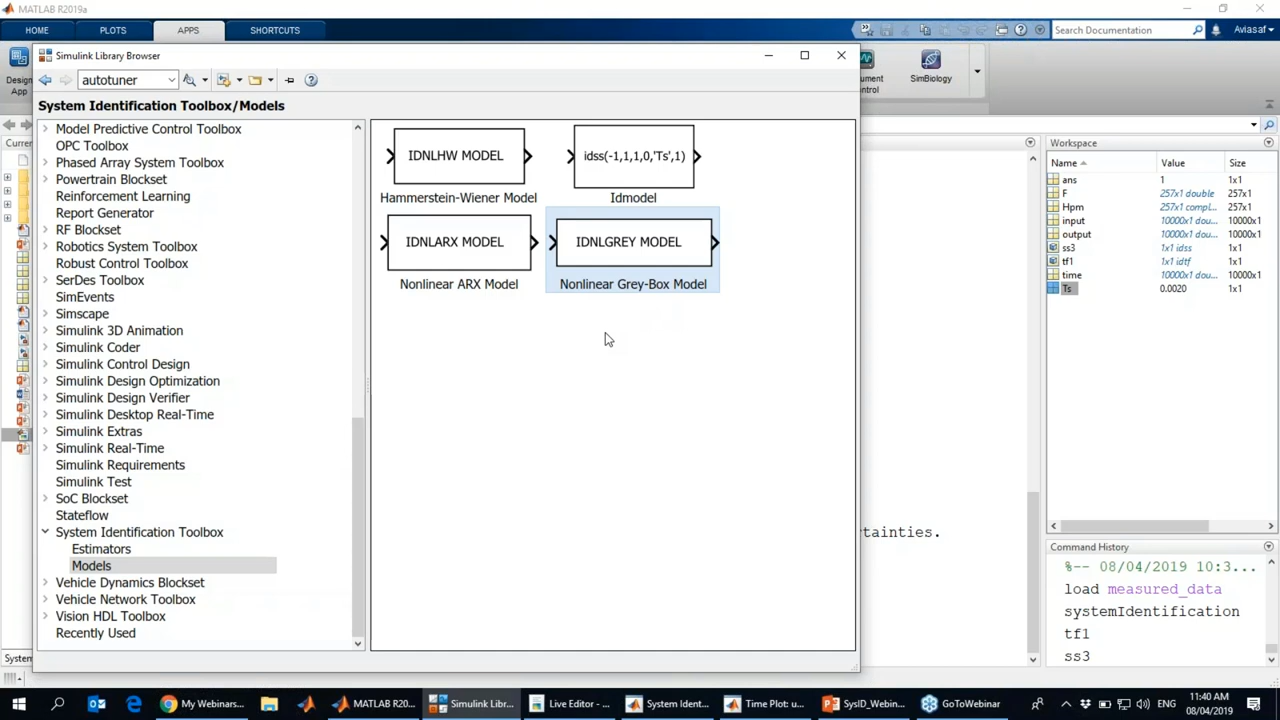 MATLAB R2019a
HOME
PLOTS
APPS
SHORTCUTS
Search Documentation
Aviasaf
Design
App
Simulink Library Browser
autotuner
System Identification Toolbox/Models
Model Predictive Control Toolbox
OPC Toolbox
Phased Array System Toolbox
Powertrain Blockset
Reinforcement Learning
Report Generator
RF Blockset
Robotics System Toolbox
Robust Control Toolbox
SerDes Toolbox
SimEvents
Simscape
Simulink 3D Animation
Simulink Coder
Simulink Control Design
Simulink Design Optimization
Simulink Design Verifier
Simulink Desktop Real-Time
Simulink Extras
Simulink Real-Time
Simulink Requirements
Simulink Test
SoC Blockset
Stateflow
System Identification Toolbox
Estimators
Models
Vehicle Dynamics Blockset
Vehicle Network Toolbox
Vision HDL Toolbox
Recently Used
IDNLHW MODEL
Hammerstein-Wiener Model
idss(-1,1,1,0,'Ts',1)
Idmodel
IDNLARX MODEL
Nonlinear ARX Model
IDNLGREY MODEL
Nonlinear Grey-Box Model
ument
ntrol
SimBiology
Curre
Syster
tainties.
Workspace
Name Value Size
ans 1 1x1
F 257x1 double 257x1
Hpm 257x1 compl... 257x1
input 10000x1 dou... 10000x1
output 10000x1 dou... 10000x1
ss3 1x1 idss 1x1
tf1 1x1 idtf 1x1
time 10000x1 dou... 10000x1
Ts 0.0020 1x1
Command History
%-- 08/04/2019 10:3...
load measured_data
systemIdentification
tf1
ss3
My Webinars...
MATLAB R20...
Simulink Libr...
Live Editor - ...
System Ident...
Time Plot: u...
SysID_Webin...
GoToWebinar
11:40 AM
08/04/2019